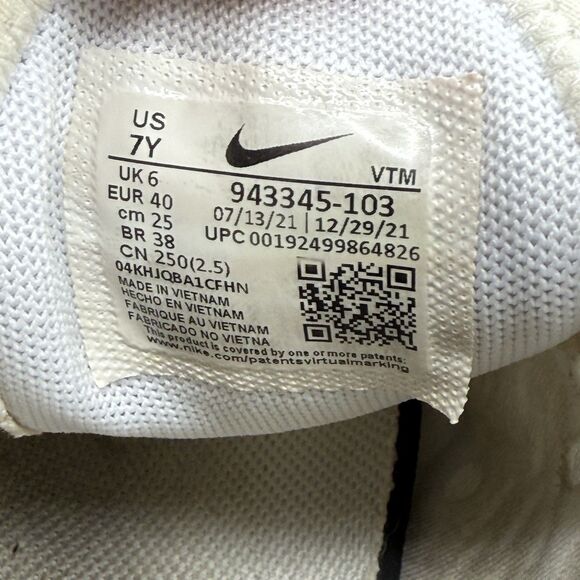 US
7Y
UK 6
EUR 40
cm 25
BR 38
CN 250(2.5)
04KHJQBA1CFHN
VTM
943345-103
07/13/21 | 12/29/21
UPC 00192499864826
MADE IN VIETNAM
HECHO EN VIETNAM
FABRIQUE AU VIETNAM
FABRICADO NO VIETNA
This product is covered by one or more patents:
www.nike.com/patentsvirtualmarking